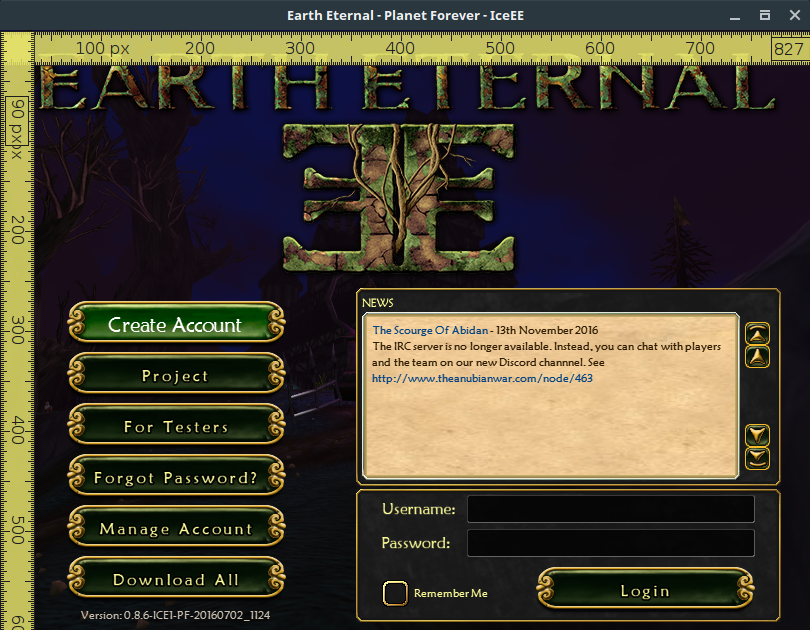 Earth Eternal - Planet Forever - IceEE
100 px 200 300 400 500 600 700 827
90 px
200
300
400
500
EARTH ETERNAL
EE
NEWS
The Scourge Of Abidan - 13th November 2016
The IRC server is no longer available. Instead, you can chat with players
and the team on our new Discord channnel. See
http://www.theanubianwar.com/node/463
Create Account
Project
For Testers
Forgot Password?
Manage Account
Download All
Version: 0.8.6-ICE1-PF-20160702_1124
Username:
Password:
Remember Me
Login